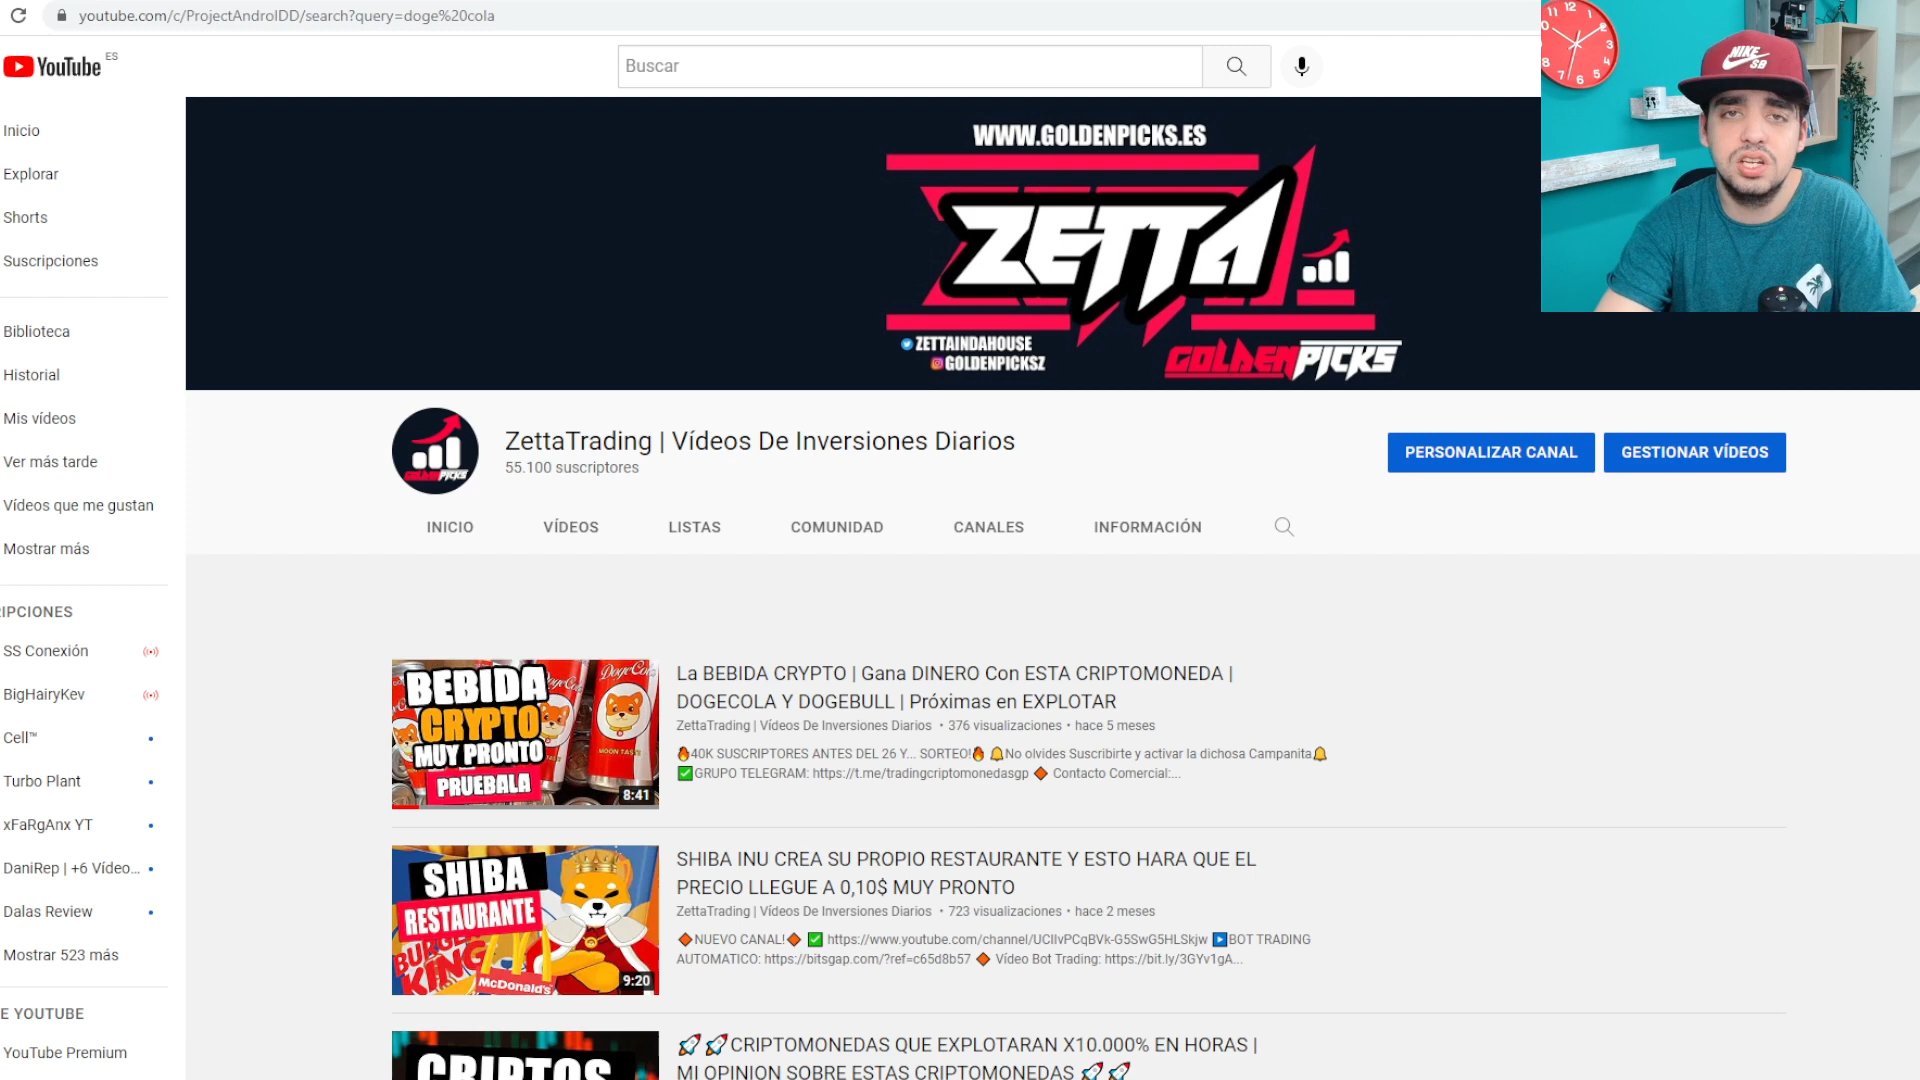 youtube.com/c/ProjectAndroIDD/search?query=doge%20cola
YouTube ES
Buscar
Inicio
Explorar
Shorts
Suscripciones
Biblioteca
Historial
Mis vídeos
Ver más tarde
Vídeos que me gustan
Mostrar más
IPCIONES
SS Conexión
BigHairyKev
Cell™
Turbo Plant
xFaRgAnx YT
DaniRep | +6 Vídeo...
Dalas Review
Mostrar 523 más
E YOUTUBE
YouTube Premium
WWW.GOLDENPICKS.ES
ZETTA
ZETTAINDAHOUSE
GOLDENPICKSZ
GOLDENPICKS
NIKE
SB
GOLDENPICKS
ZettaTrading | Vídeos De Inversiones Diarios
55.100 suscriptores
PERSONALIZAR CANAL
GESTIONAR VÍDEOS
INICIO
VÍDEOS
LISTAS
COMUNIDAD
CANALES
INFORMACIÓN
BEBIDA
CRYPTO
MUY PRONTO
PRUEBALA
MOON TASTE
8:41
La BEBIDA CRYPTO | Gana DINERO Con ESTA CRIPTOMONEDA |
DOGECOLA Y DOGEBULL | Próximas en EXPLOTAR
ZettaTrading | Vídeos De Inversiones Diarios • 376 visualizaciones • hace 5 meses
🔥40K SUSCRIPTORES ANTES DEL 26 Y... SORTEO!🔥 🔔No olvides Suscribirte y activar la dichosa Campanita🔔
✅GRUPO TELEGRAM: https://t.me/tradingcriptomonedasgp 🔶 Contacto Comercial:...
SHIBA
RESTAURANTE
BURGER
KING
McDonald's
9:20
SHIBA INU CREA SU PROPIO RESTAURANTE Y ESTO HARA QUE EL
PRECIO LLEGUE A 0,10$ MUY PRONTO
ZettaTrading | Vídeos De Inversiones Diarios • 723 visualizaciones • hace 2 meses
🔶NUEVO CANAL!🔶 ✅ https://www.youtube.com/channel/UCIlvPCqBVk-G5SwG5HLSkjw ▶BOT TRADING
AUTOMATICO: https://bitsgap.com/?ref=c65d8b57 🔶 Vídeo Bot Trading: https://bit.ly/3GYv1gA...
CRIPTOS
🚀🚀CRIPTOMONEDAS QUE EXPLOTARAN X10.000% EN HORAS |
MI OPINION SOBRE ESTAS CRIPTOMONEDAS 🚀🚀